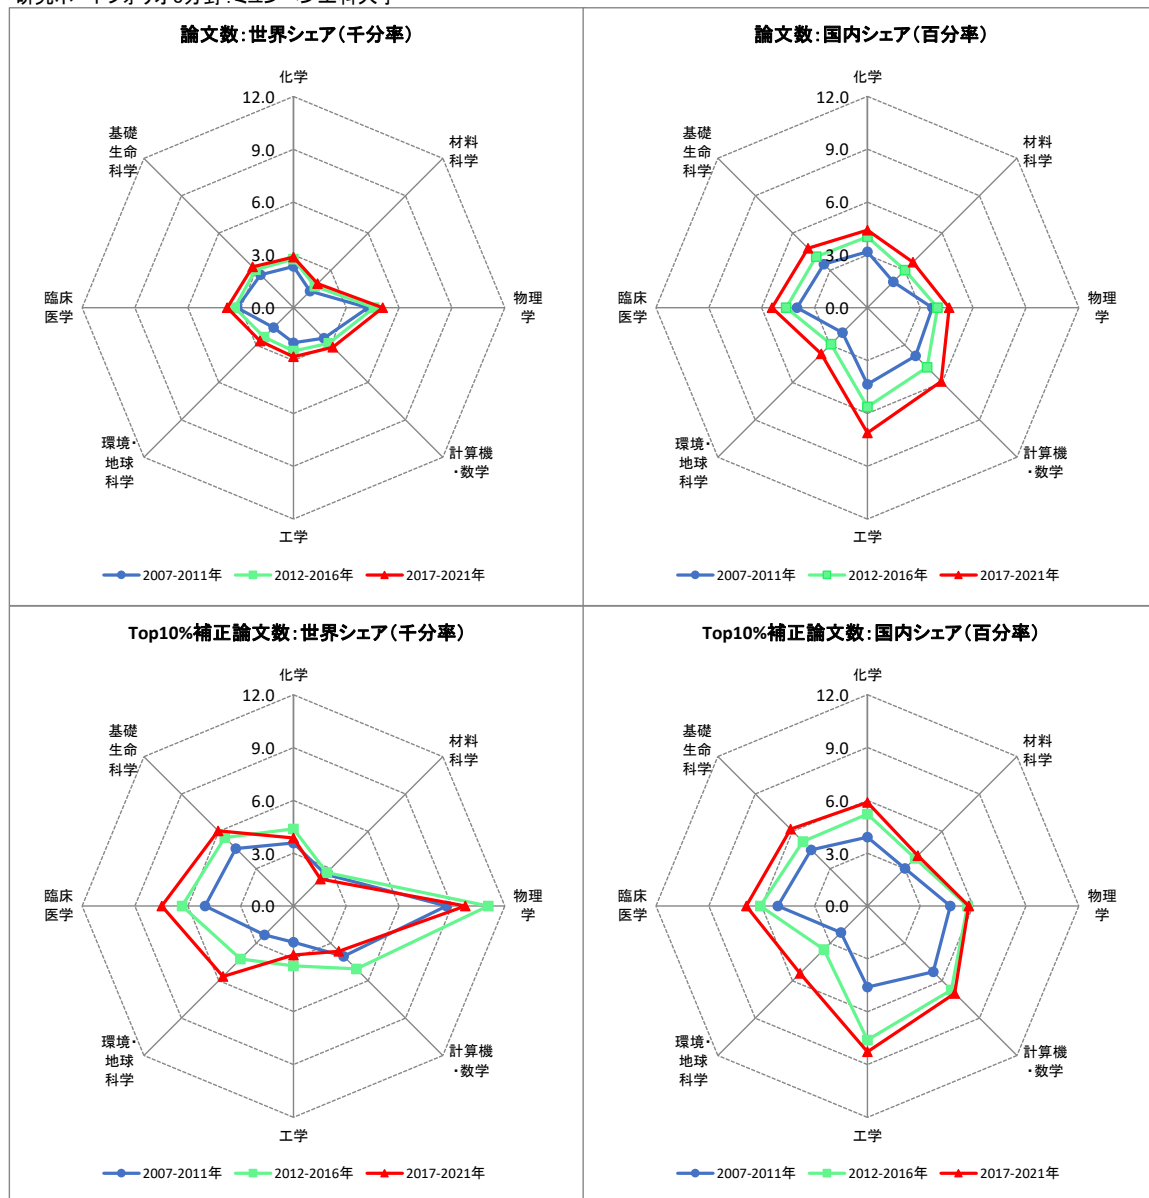 論文数：世界シェア（千分率）
化学
材料
科学
物理
学
計算機
・数学
工学
環境・
地球
科学
臨床
医学
基礎
生命
科学
12.0
9.0
6.0
3.0
0.0
2007-2011年
2012-2016年
2017-2021年
論文数：国内シェア（百分率）
化学
材料
科学
物理
学
計算機
・数学
工学
環境・
地球
科学
臨床
医学
基礎
生命
科学
12.0
9.0
6.0
3.0
0.0
2007-2011年
2012-2016年
2017-2021年
Top10%補正論文数：世界シェア（千分率）
化学
材料
科学
物理
学
計算機
・数学
工学
環境・
地球
科学
臨床
医学
基礎
生命
科学
12.0
9.0
6.0
3.0
0.0
2007-2011年
2012-2016年
2017-2021年
Top10%補正論文数：国内シェア（百分率）
化学
材料
科学
物理
学
計算機
・数学
工学
環境・
地球
科学
臨床
医学
基礎
生命
科学
12.0
9.0
6.0
3.0
0.0
2007-2011年
2012-2016年
2017-2021年